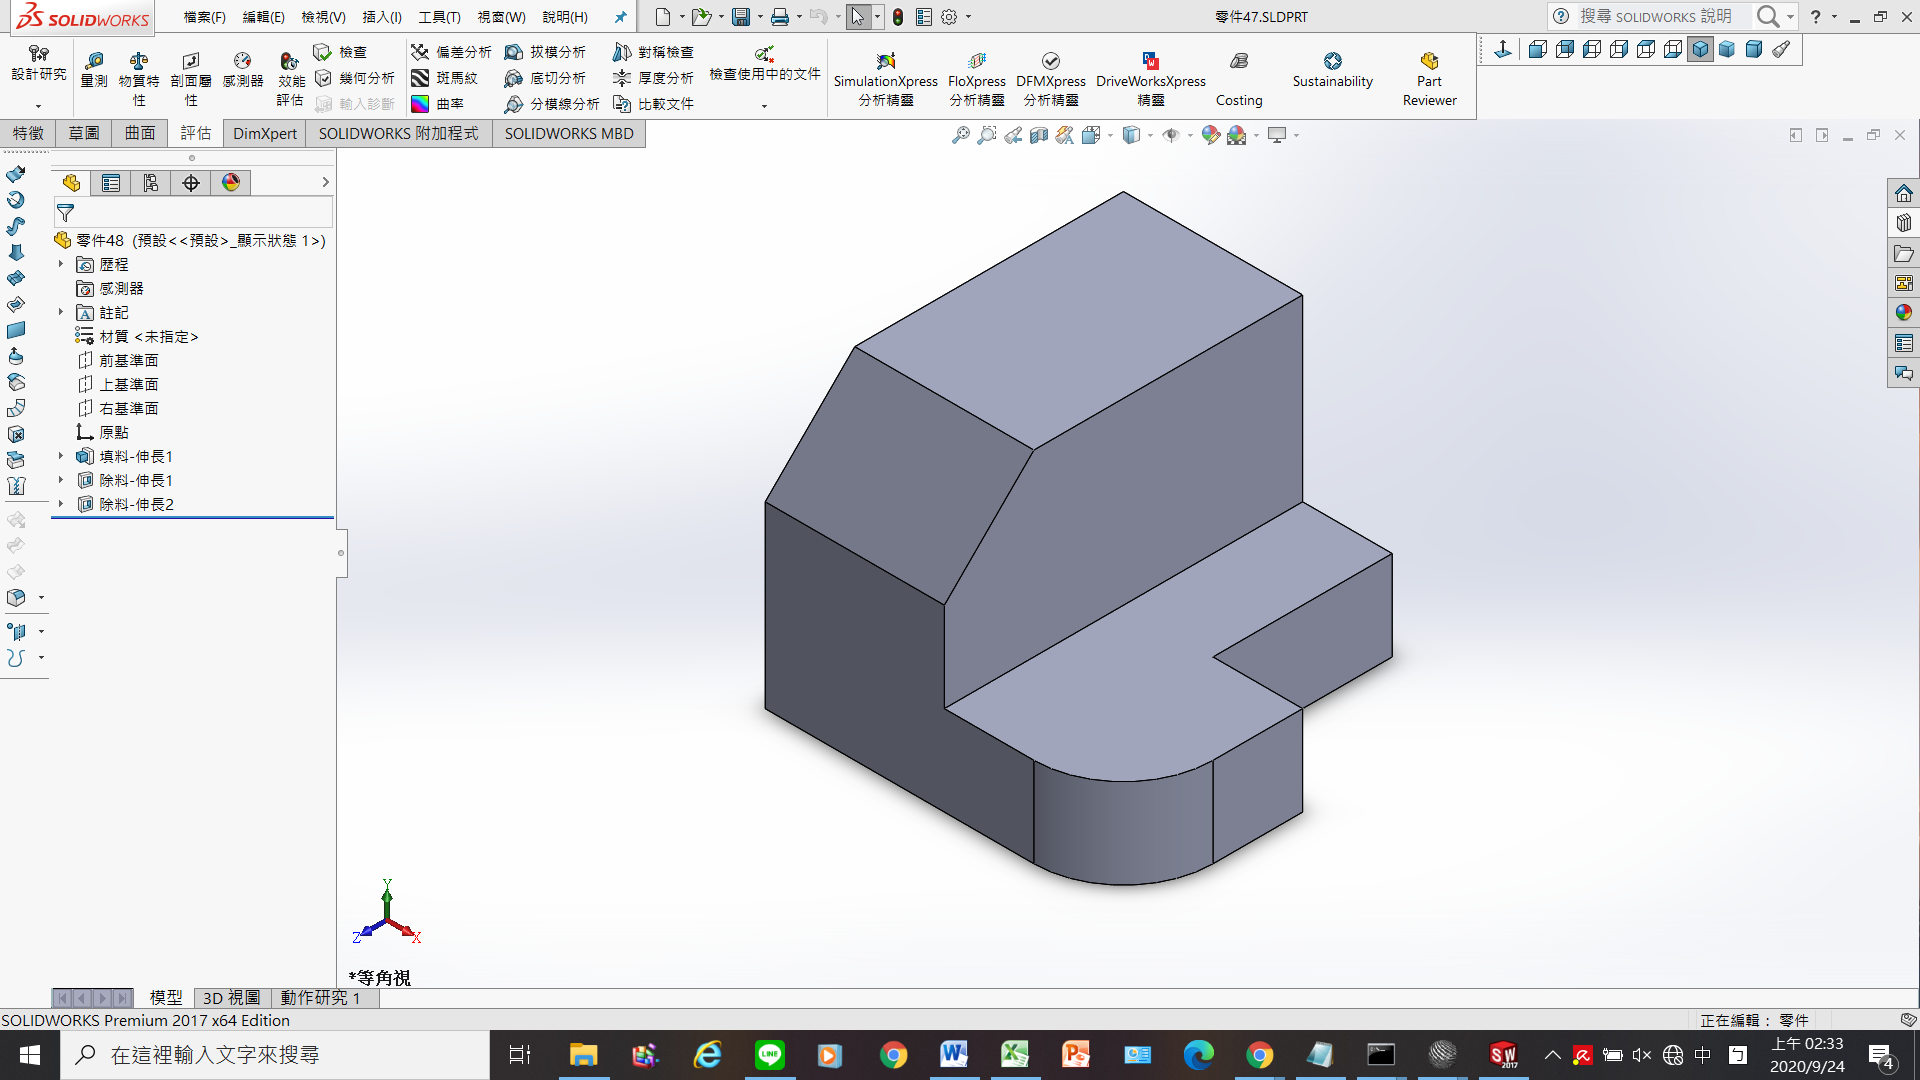 SOLIDWORKS
檔案(F) 編輯(E) 檢視(V) 插入(I) 工具(T) 視窗(W) 說明(H)
零件47.SLDPRT
搜尋 SOLIDWORKS 說明
設計研究
量測
物質特性
剖面屬性
感測器
效能評估
檢查
幾何分析
輸入診斷
偏差分析
斑馬紋
曲率
拔模分析
底切分析
分模線分析
對稱檢查
厚度分析
比較文件
檢查使用中的文件
SimulationXpress 分析精靈
FloXpress 分析精靈
DFMXpress 分析精靈
DriveWorksXpress 精靈
Costing
Sustainability
Part Reviewer
特徵 草圖 曲面 評估 DimXpert SOLIDWORKS 附加程式 SOLIDWORKS MBD
零件48 (預設<<預設>_顯示狀態 1>)
歷程
感測器
註記
材質 <未指定>
前基準面
上基準面
右基準面
原點
填料-伸長1
除料-伸長1
除料-伸長2
Y
Z
X
*等角視
模型 3D 視圖 動作研究 1
SOLIDWORKS Premium 2017 x64 Edition
正在編輯： 零件
在這裡輸入文字來搜尋
LINE
SW
2017
中
上午 02:33
2020/9/24
4